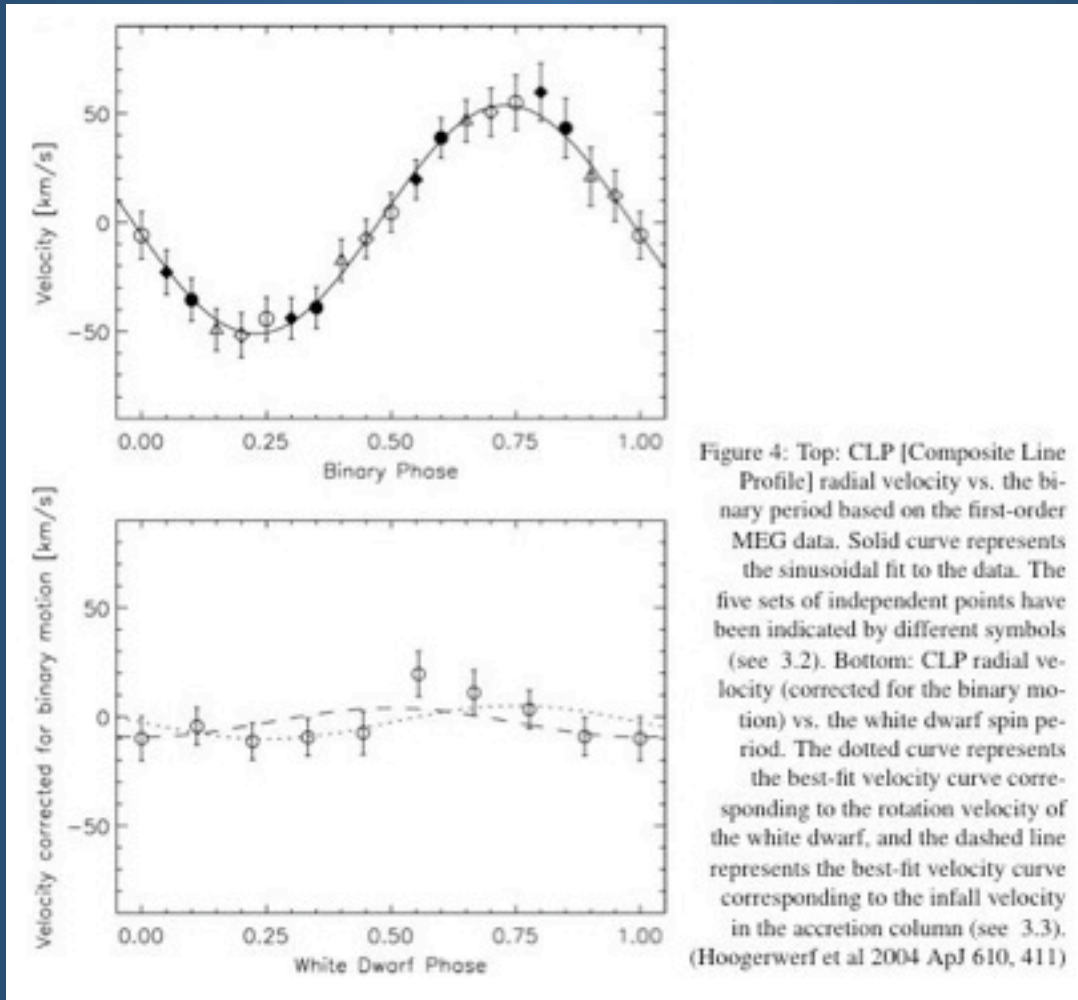 Velocity [km/s]
50
0
−50
0.00 0.25 0.50 0.75 1.00
Binary Phase
Velocity corrected for binary motion [km/s]
50
0
−50
0.00 0.25 0.50 0.75 1.00
White Dwarf Phase
Figure 4: Top: CLP [Composite Line
Profile] radial velocity vs. the bi-
nary period based on the first-order
MEG data. Solid curve represents
the sinusoidal fit to the data. The
five sets of independent points have
been indicated by different symbols
(see 3.2). Bottom: CLP radial ve-
locity (corrected for the binary mo-
tion) vs. the white dwarf spin pe-
riod. The dotted curve represents
the best-fit velocity curve corre-
sponding to the rotation velocity of
the white dwarf, and the dashed line
represents the best-fit velocity curve
corresponding to the infall velocity
in the accretion column (see 3.3).
(Hoogerwerf et al 2004 ApJ 610, 411)